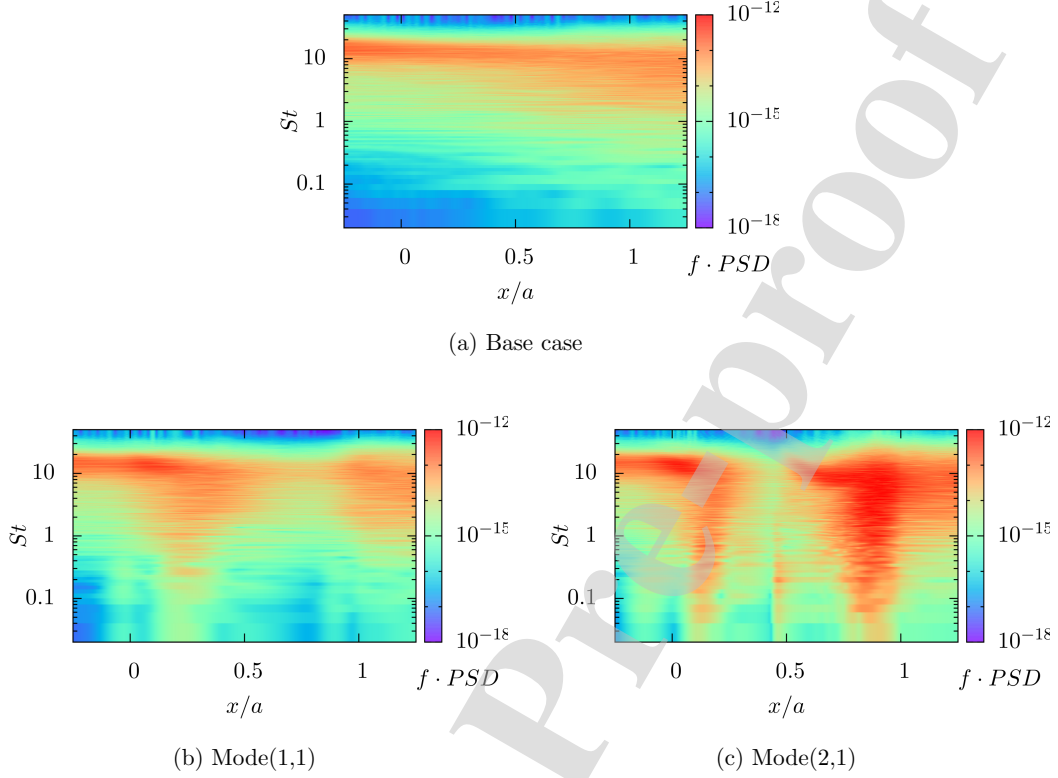 10⁻¹²
10
St
1
10⁻¹⁵
0.1
10⁻¹⁸
0 0.5 1
f · PSD
x/a
(a) Base case
10⁻¹²
10
St
1
10⁻¹⁵
0.1
10⁻¹⁸
0 0.5 1
f · PSD
x/a
(b) Mode(1,1)
10⁻¹²
10
St
1
10⁻¹⁵
0.1
10⁻¹⁸
0 0.5 1
f · PSD
x/a
(c) Mode(2,1)
Pre-proof